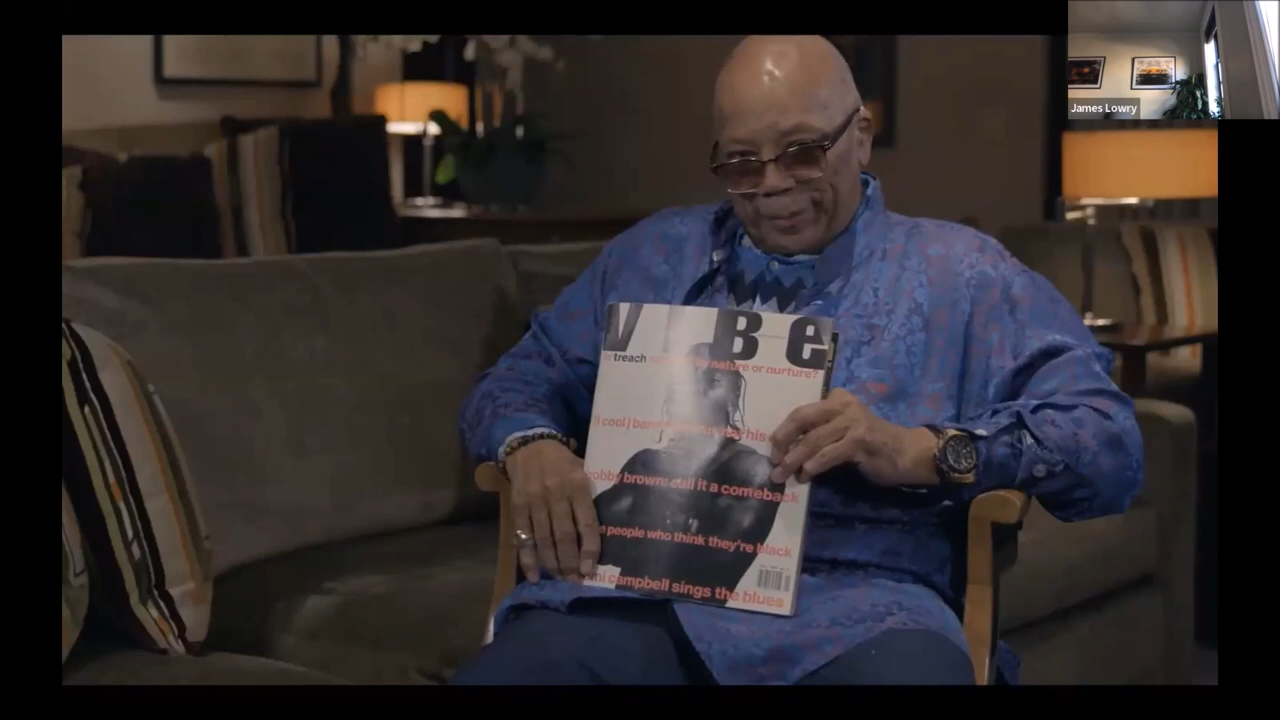 James Lowry
VIBE
treach nature or nurture?
cool j his
bobby brown: call it a comeback
people who think they're black
campbell sings the blues